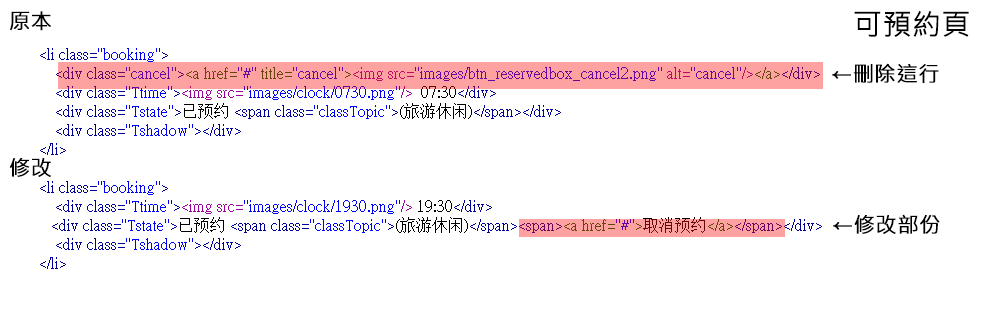 原本
可預約頁
<li class="booking">
<div class="cancel"><a href="#" title="cancel"><img src="images/btn_reservedbox_cancel2.png" alt="cancel"/></a></div> ←刪除這行
<div class="Ttime"><img src="images/clock/0730.png"/> 07:30</div>
<div class="Tstate">已预约 <span class="classTopic">(旅游休闲)</span></div>
<div class="Tshadow"></div>
</li>
修改
<li class="booking">
<div class="Ttime"><img src="images/clock/1930.png"/> 19:30</div>
<div class="Tstate">已预约 <span class="classTopic">(旅游休闲)</span><span><a href="#">取消预约</a></span></div> ←修改部份
<div class="Tshadow"></div>
</li>